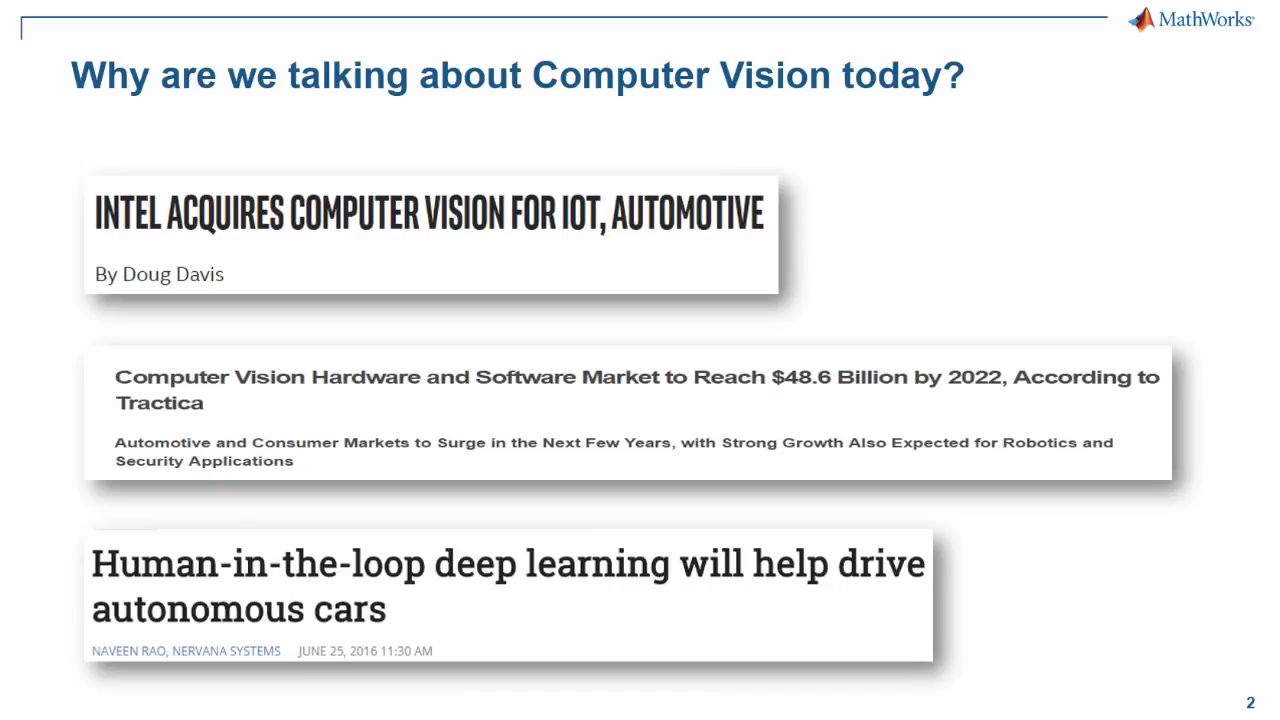 MathWorks
Why are we talking about Computer Vision today?
INTEL ACQUIRES COMPUTER VISION FOR IOT, AUTOMOTIVE
By Doug Davis
Computer Vision Hardware and Software Market to Reach $48.6 Billion by 2022, According to
Tractica
Automotive and Consumer Markets to Surge in the Next Few Years, with Strong Growth Also Expected for Robotics and
Security Applications
Human-in-the-loop deep learning will help drive
autonomous cars
NAVEEN RAO, NERVANA SYSTEMS JUNE 25, 2016 11:30 AM
2